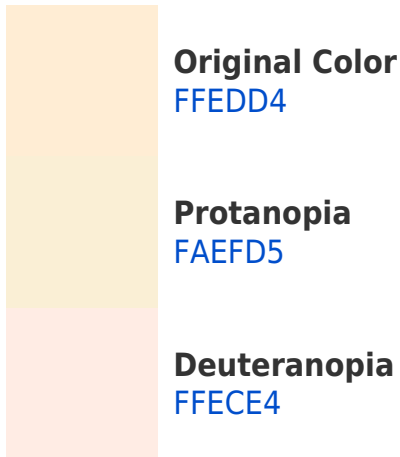 Original Color
FFEDD4
Protanopia
FAEFD5
Deuteranopia
FFECE4